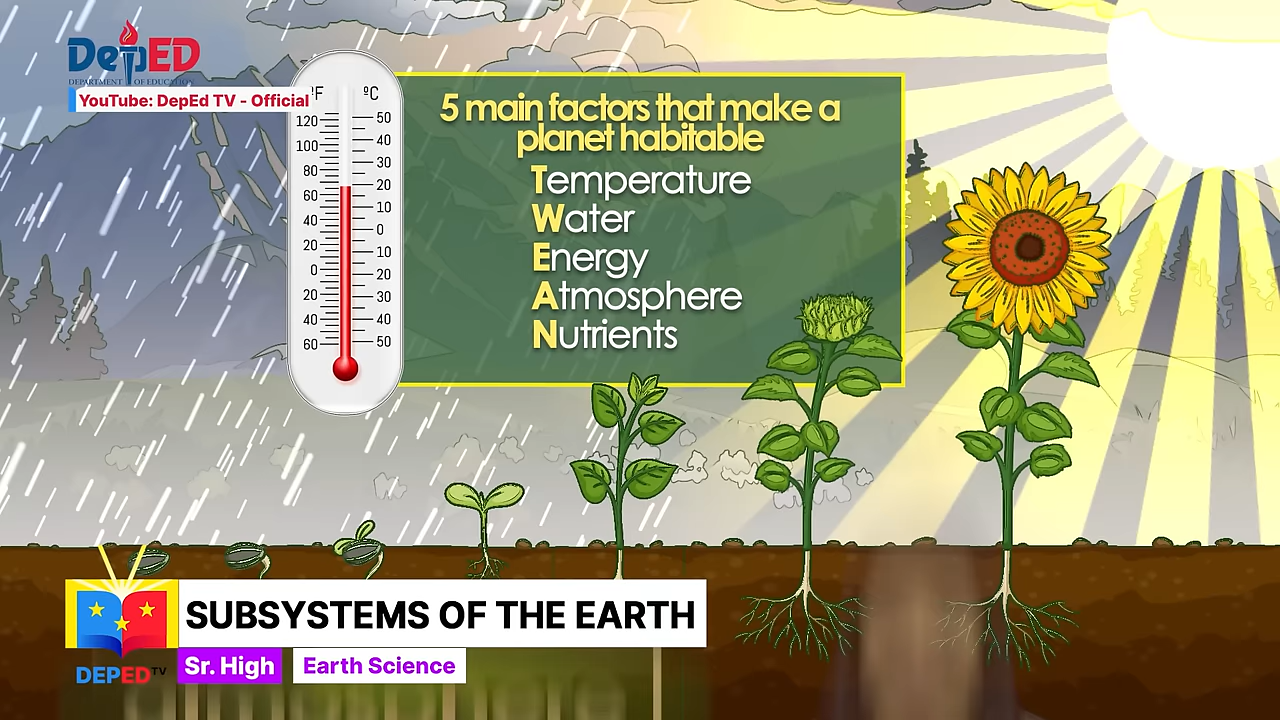 DepED
DEPARTMENT OF EDUCATION
YouTube: DepEd TV - Official
°F ºC
120 50
100 40
80 30
60 20
40 10
20 0
0 10
20 20
40 30
60 40
50
5 main factors that make a
planet habitable
Temperature
Water
Energy
Atmosphere
Nutrients
SUBSYSTEMS OF THE EARTH
DEPED TV
Sr. High
Earth Science